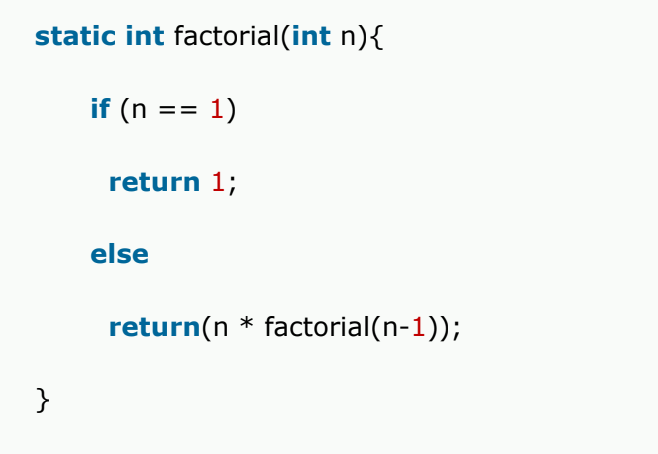 static int factorial(int n){
if (n == 1)
return 1;
else
return(n * factorial(n-1));
}